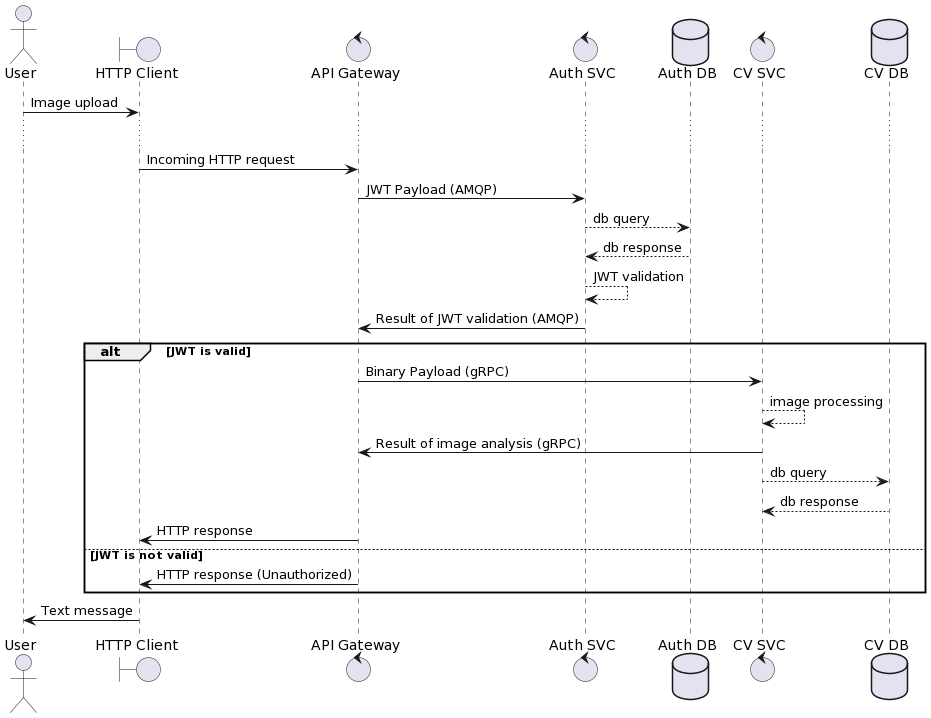 User HTTP Client API Gateway Auth SVC Auth DB CV SVC CV DB
Image upload
Incoming HTTP request
JWT Payload (AMQP)
db query
db response
JWT validation
Result of JWT validation (AMQP)
alt [JWT is valid]
Binary Payload (gRPC)
image processing
Result of image analysis (gRPC)
db query
db response
HTTP response
[JWT is not valid]
HTTP response (Unauthorized)
Text message
User HTTP Client API Gateway Auth SVC Auth DB CV SVC CV DB